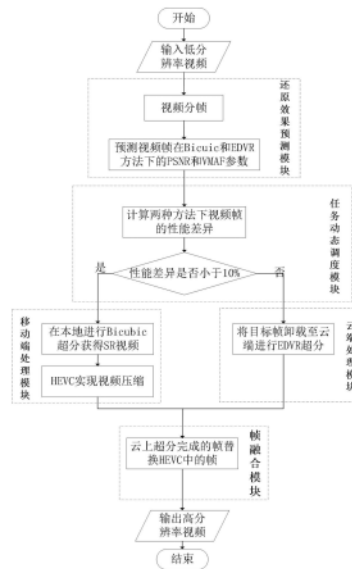 开始
输入低分
辨率视频
视频分帧
预测视频帧在Bicuic和EDVR
方法下的PSNR和VMAF参数
还原效果预测模块
计算两种方法下视频帧
的性能差异
任务动态调度模块
性能差异是否小于10%
是
否
移动端处理模块
在本地进行Bicubic
超分获得SR视频
HEVC实现视频压缩
将目标帧卸载至云
端进行EDVR超分
云端处理模块
云上超分完成的帧替
换HEVC中的帧
帧融合模块
输出高分
辨率视频
结束